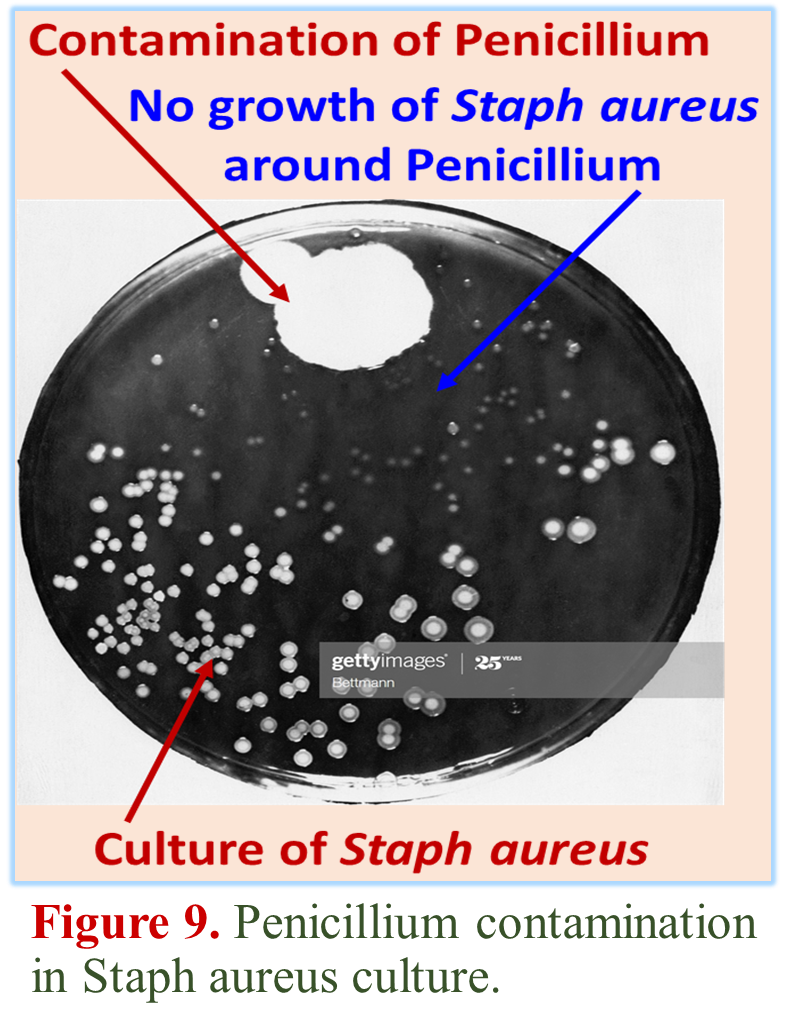 Contamination of Penicillium
No growth of Staph aureus
around Penicillium
gettyimages® | 25 YEARS
Bettmann
Culture of Staph aureus
Figure 9. Penicillium contamination
in Staph aureus culture.